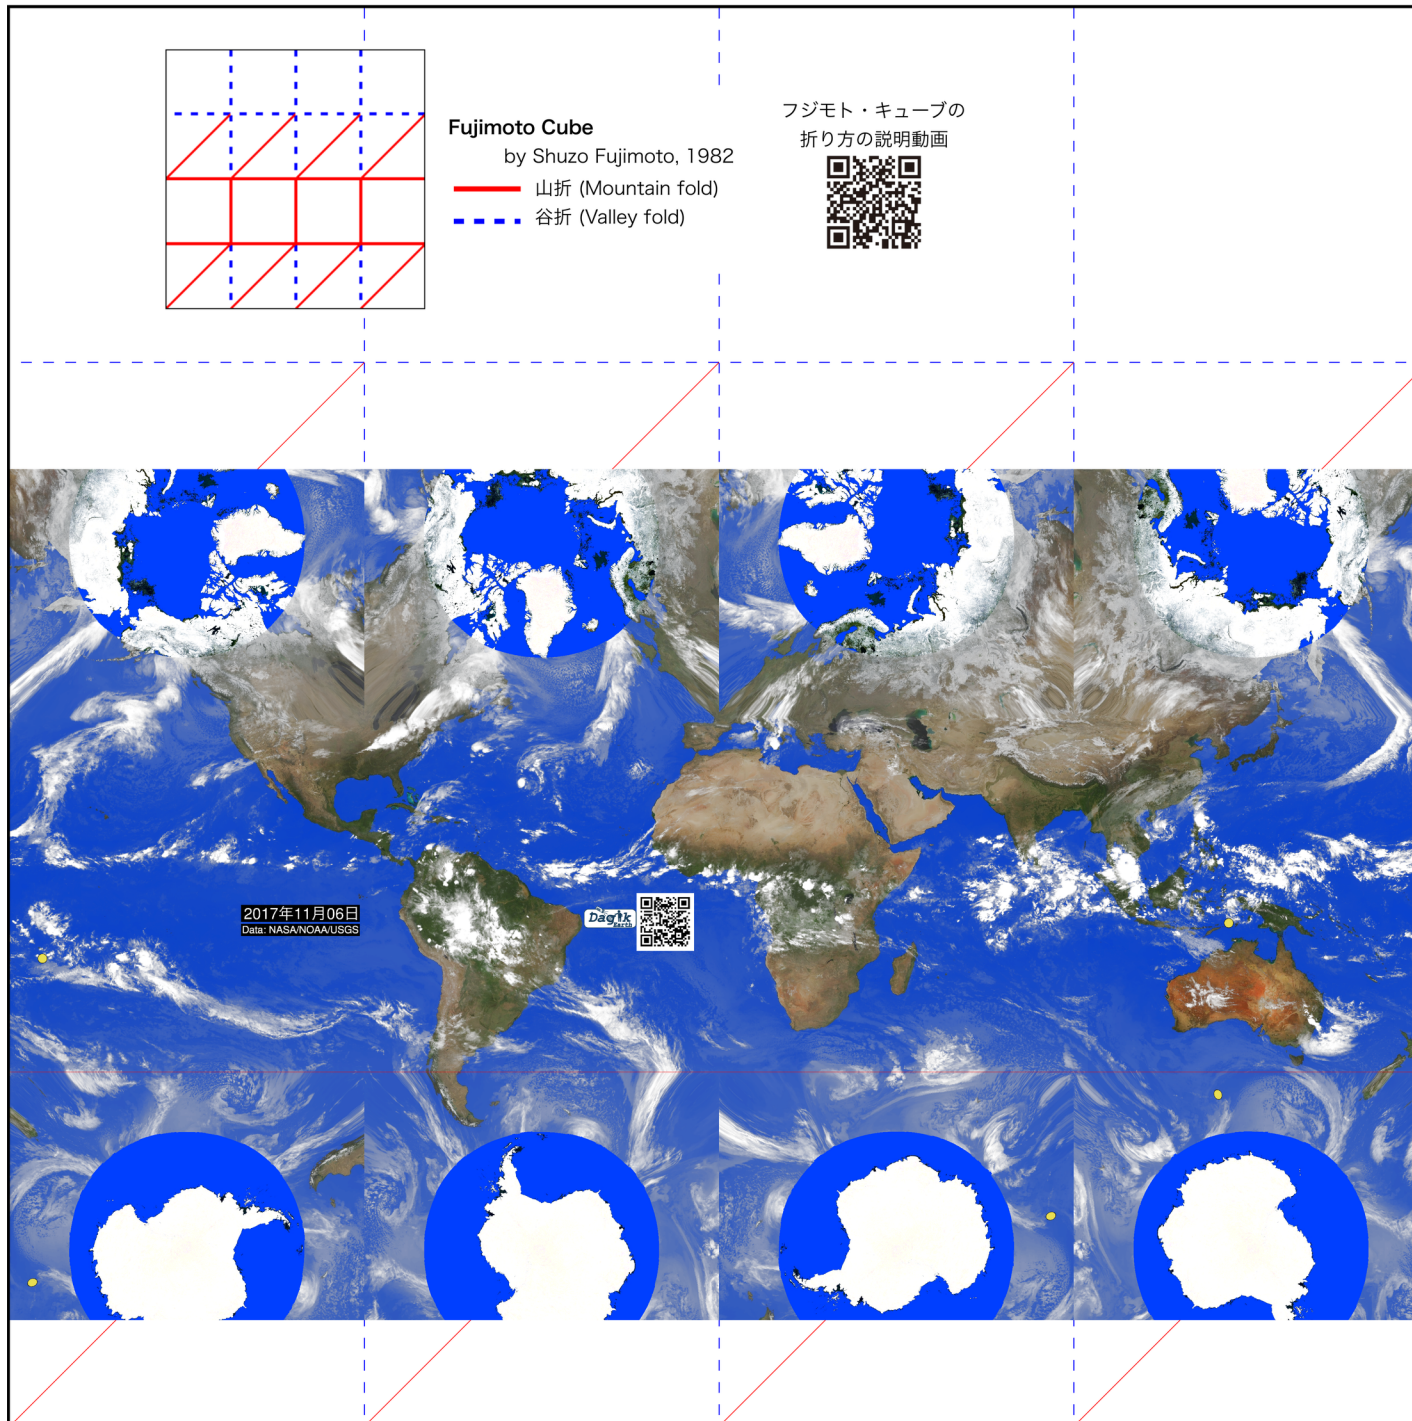 Fujimoto Cube
by Shuzo Fujimoto, 1982
山折 (Mountain fold)
谷折 (Valley fold)
フジモト・キューブの
折り方の説明動画
2017年11月06日
Data: NASA/NOAA/USGS
Dagik
Earth